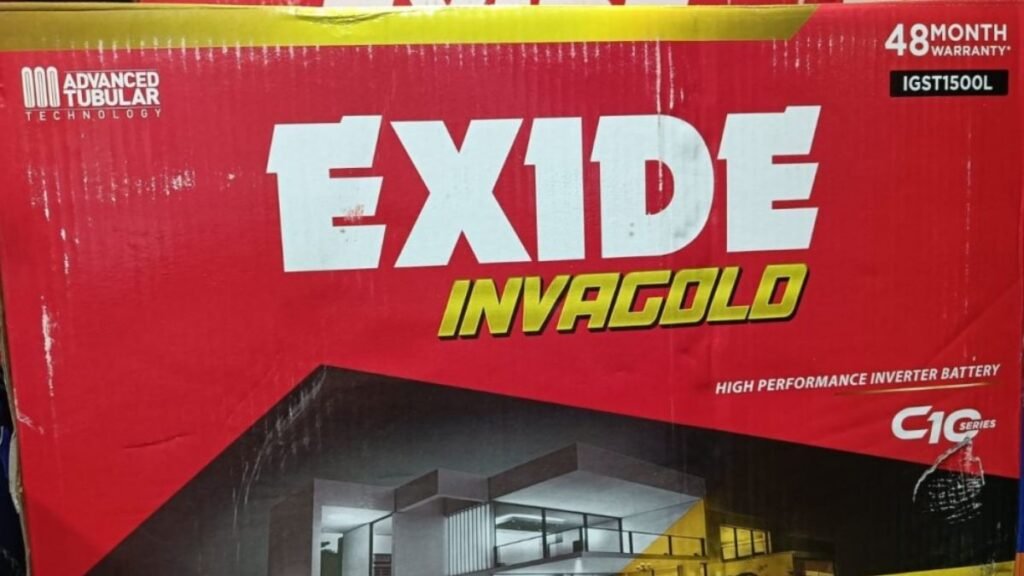 48 MONTH
WARRANTY*
IGST1500L
ADVANCED
TUBULAR
TECHNOLOGY
EXIDE
INVAGOLD
HIGH PERFORMANCE INVERTER BATTERY
C10 SERIES